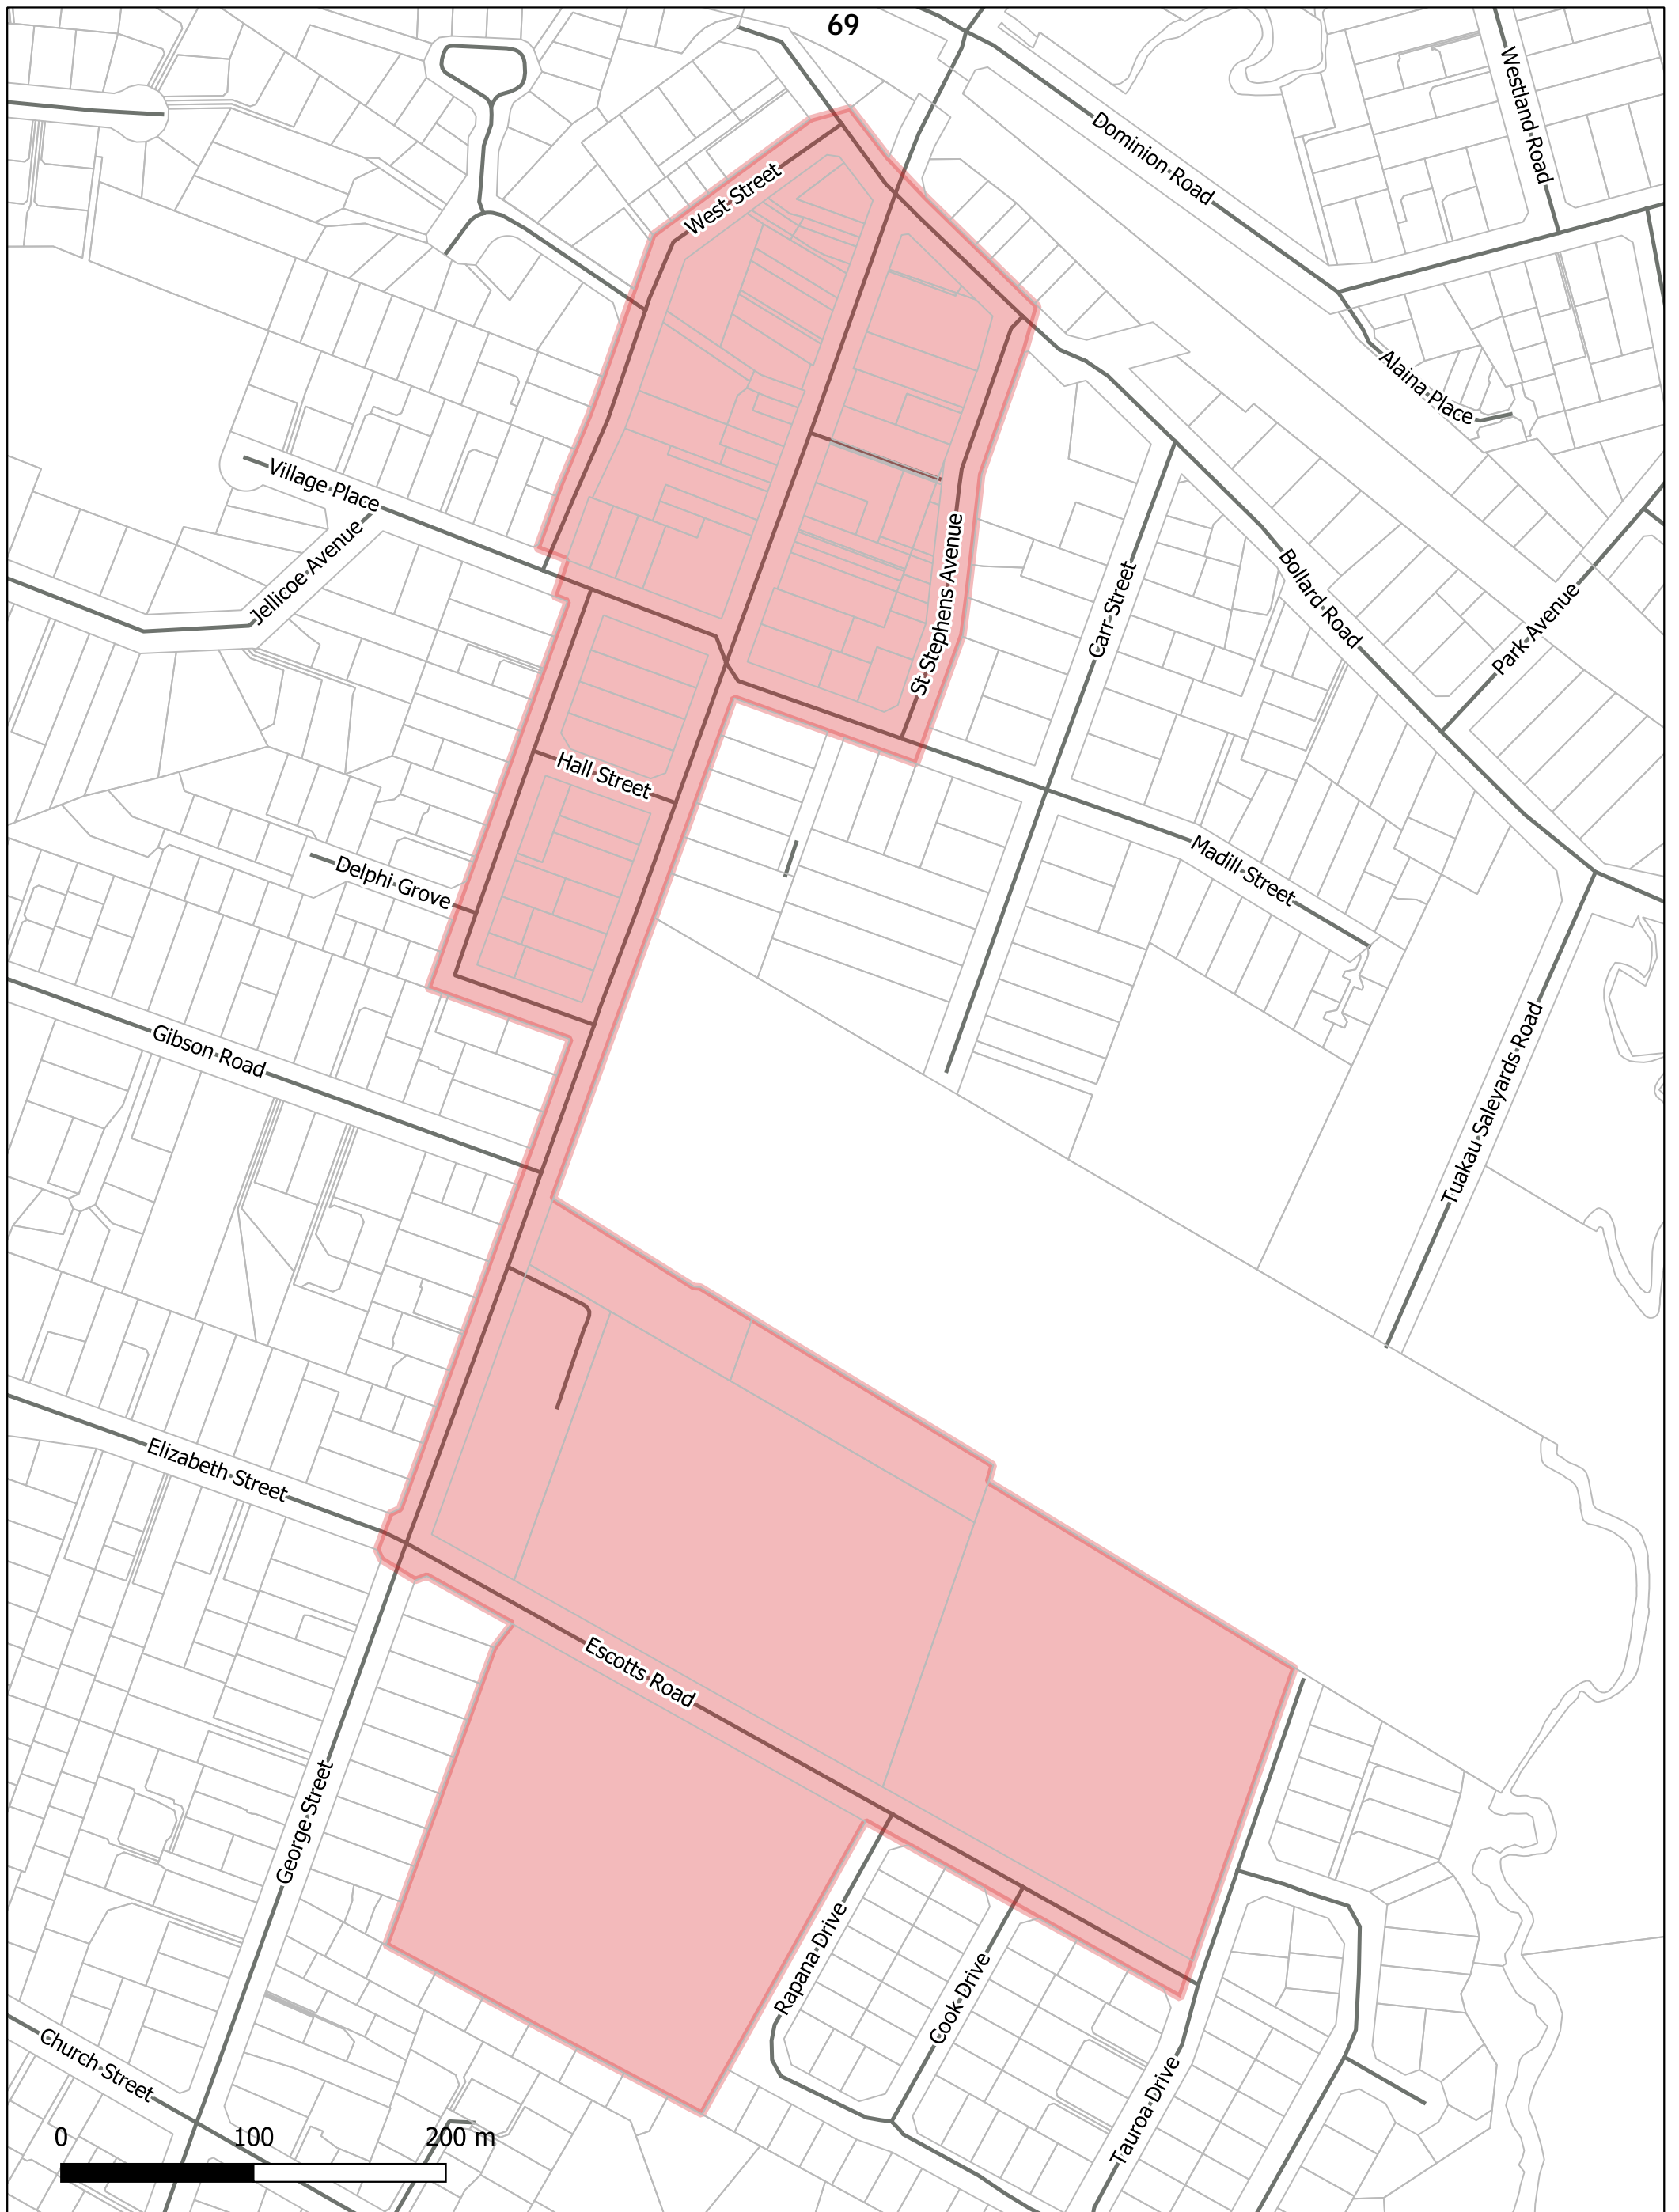 69
Westland Road
Dominion Road
West Street
Alaina Place
Village Place
Jellicoe Avenue
St Stephens Avenue
Carr Street
Bollard Road
Park Avenue
Hall Street
Delphi Grove
Madill Street
Gibson Road
Tuakau Saleyards Road
Elizabeth Street
Escotts Road
George Street
Rapana Drive
Cook Drive
Church Street
Tauroa Drive
0 100 200 m